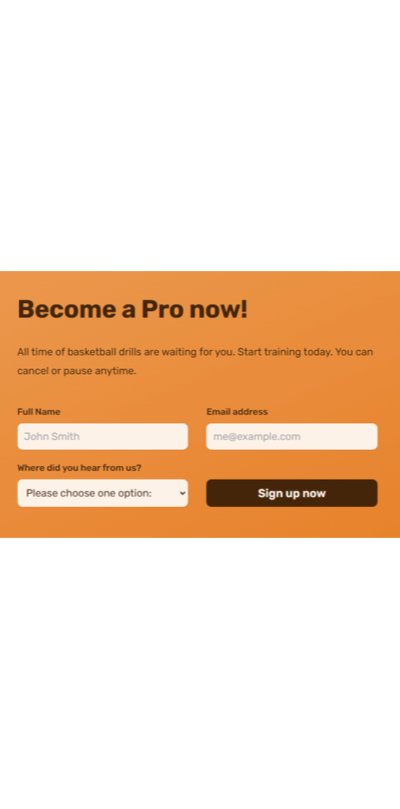 Become a Pro now!
All time of basketball drills are waiting for you. Start training today. You can
cancel or pause anytime.
Full Name
Email address
John Smith
me@example.com
Where did you hear from us?
Please choose one option:
Sign up now